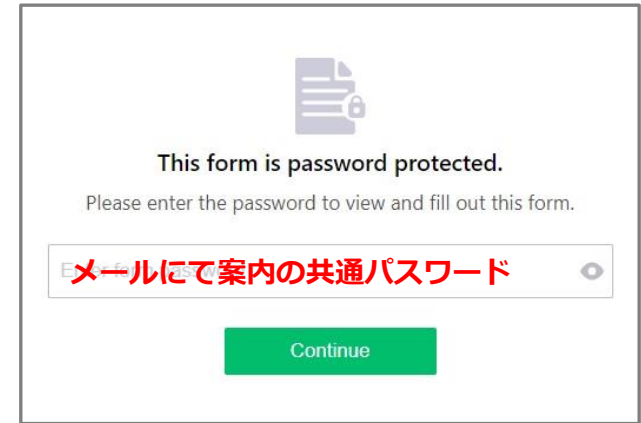 This form is password protected.
Please enter the password to view and fill out this form.
メールにて案内の共通パスワード
Continue